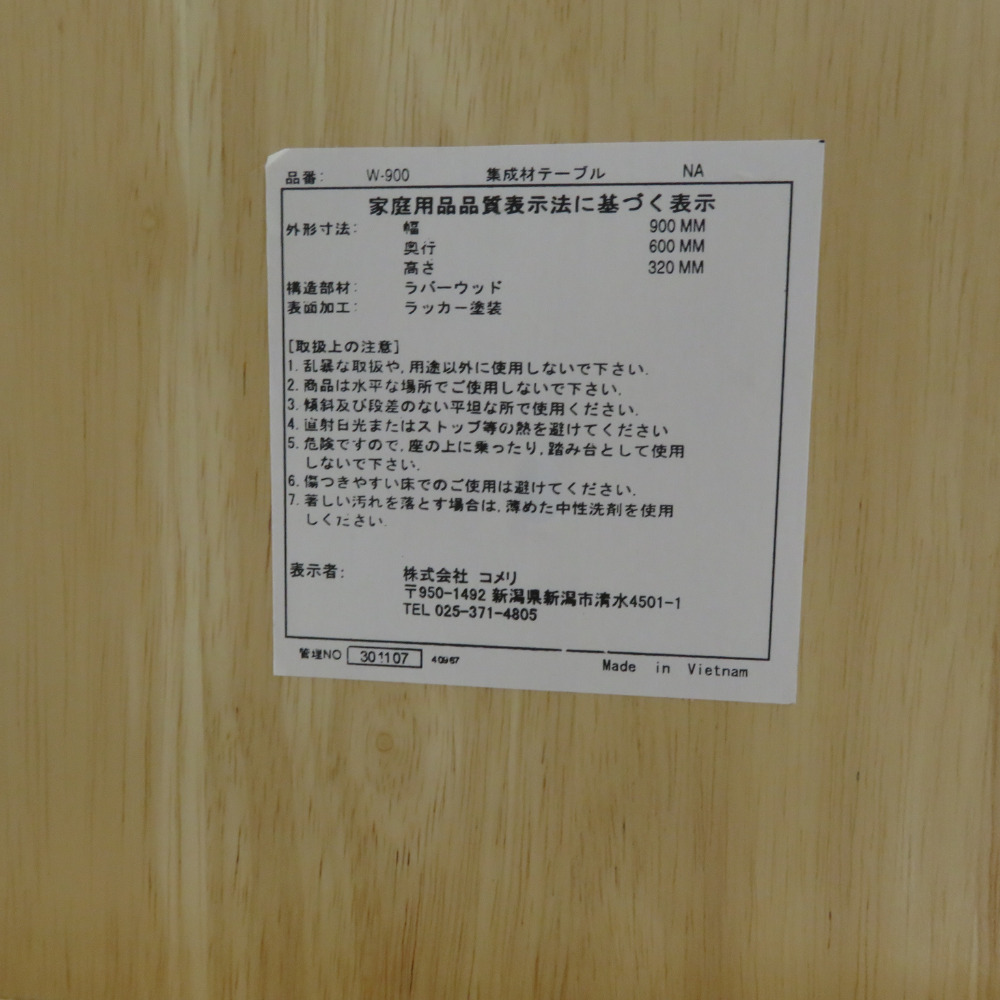 品番: W-900 集成材テーブル NA
家庭用品品質表示法に基づく表示
外形寸法: 幅 900 MM
奥行 600 MM
高さ 320 MM
構造部材: ラバーウッド
表面加工: ラッカー塗装
[取扱上の注意]
1. 乱暴な取扱や,用途以外に使用しないで下さい.
2. 商品は水平な場所でご使用しないで下さい.
3. 傾斜及び段差のない平坦な所で使用ください.
4. 直射日光またはストップ等の熱を避けてください
5. 危険ですので,座の上に乗ったり,踏み台として使用
しないで下さい.
6. 傷つきやすい床でのご使用は避けてください.
7. 著しい汚れを落とす場合は,薄めた中性洗剤を使用
しください.
表示者: 株式会社 コメリ
〒950-1492 新潟県新潟市清水4501-1
TEL 025-371-4805
管理NO 301107 40967
Made in Vietnam